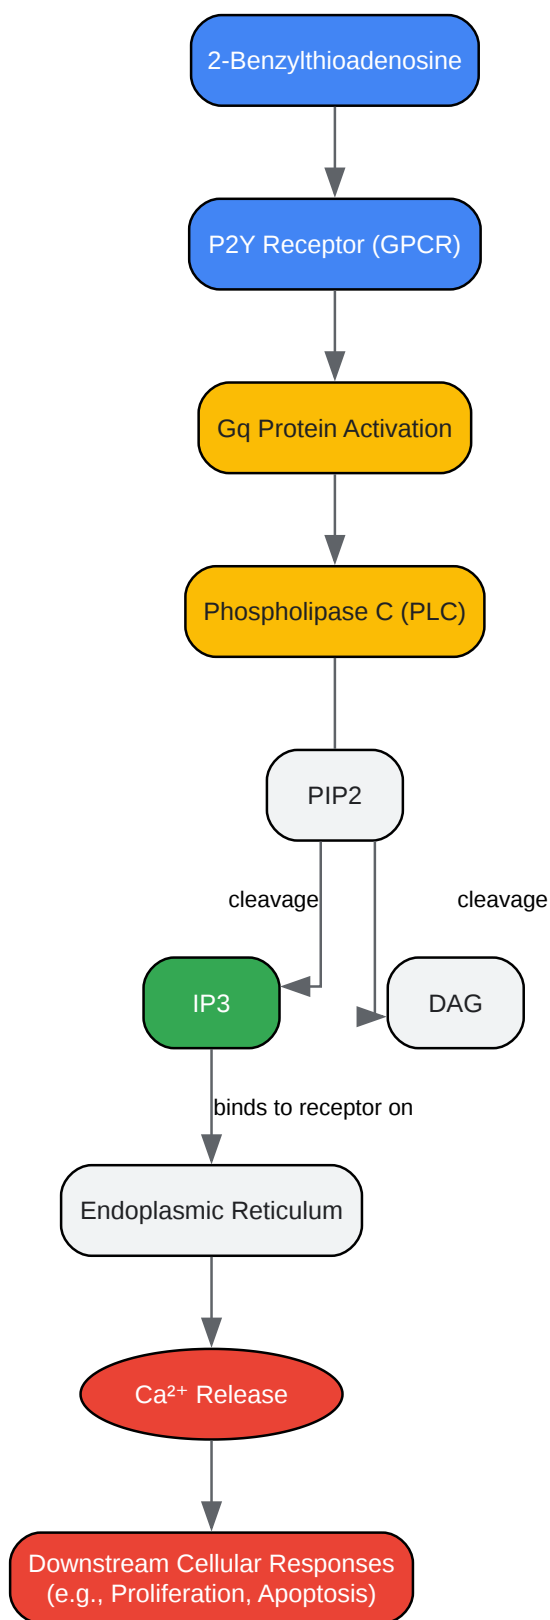 2-Benzylthioadenosine
P2Y Receptor (GPCR)
Gq Protein Activation
Phospholipase C (PLC)
PIP2
cleavage
cleavage
IP3
DAG
binds to receptor on
Endoplasmic Reticulum
Ca²⁺ Release
Downstream Cellular Responses
(e.g., Proliferation, Apoptosis)